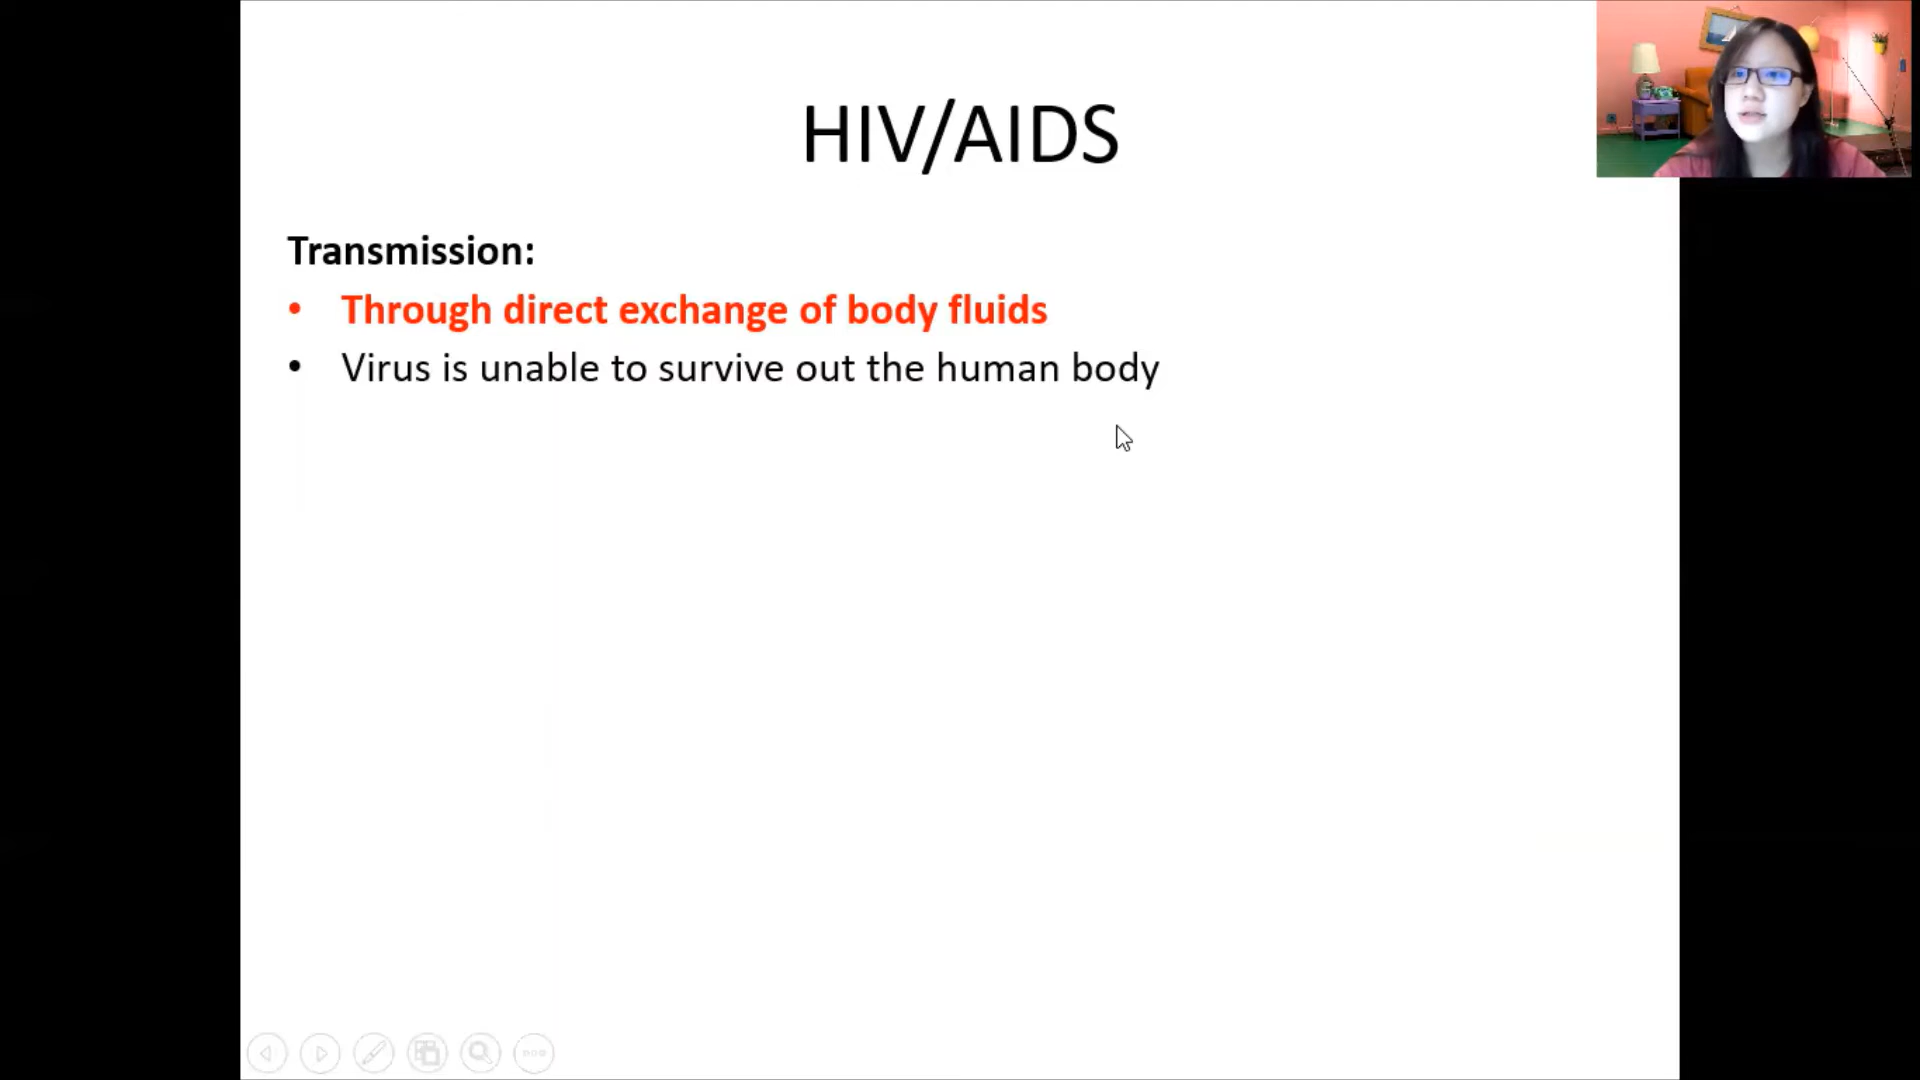 HIV/AIDS
Transmission:
• Through direct exchange of body fluids
• Virus is unable to survive out the human body